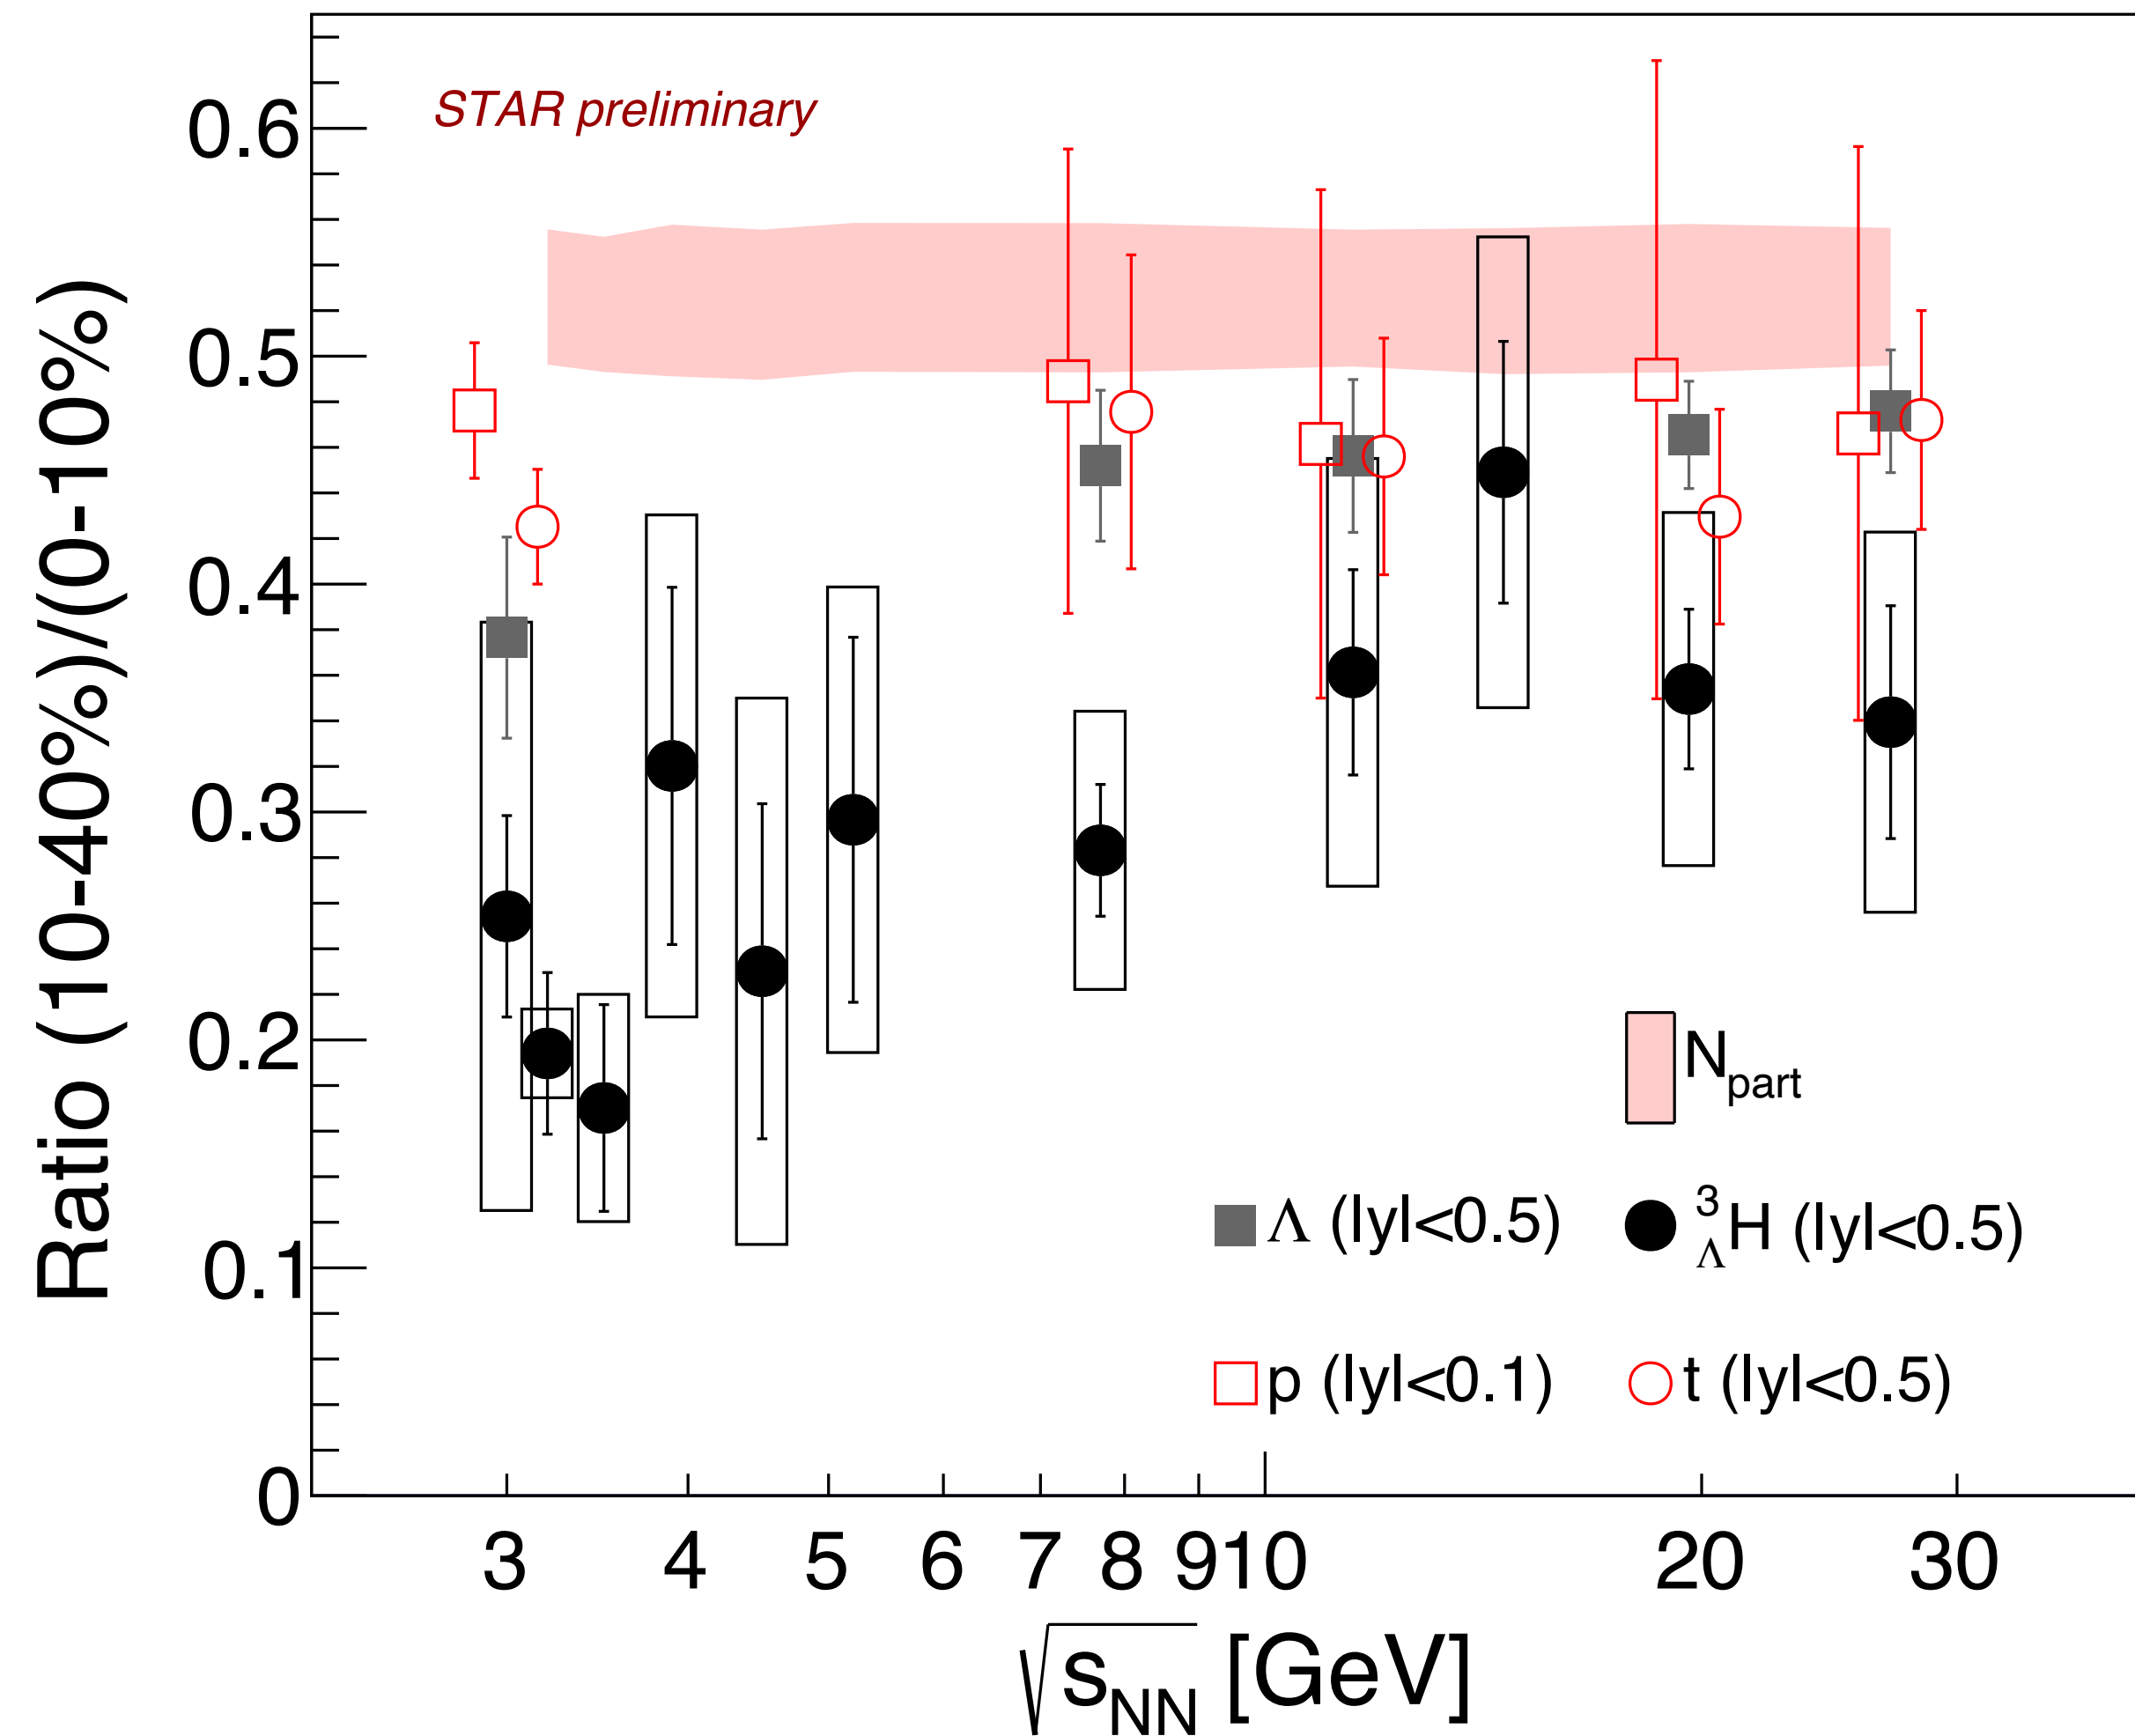 STAR preliminary
Ratio (10-40%)/(0-10%)
0.6
0.5
0.4
0.3
0.2
0.1
0
N_part
Λ (|y|<0.5)
³_ΛH (|y|<0.5)
p (|y|<0.1)
t (|y|<0.5)
3 4 5 6 7 8 910 20 30
√s_NN [GeV]